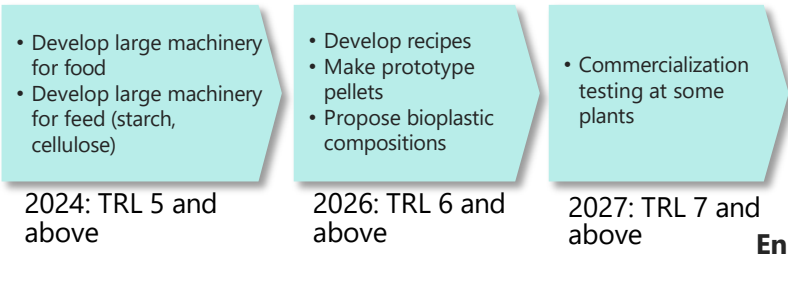 • Develop large machinery
for food
• Develop large machinery
for feed (starch,
cellulose)
2024: TRL 5 and
above
• Develop recipes
• Make prototype
pellets
• Propose bioplastic
compositions
2026: TRL 6 and
above
• Commercialization
testing at some
plants
2027: TRL 7 and
above
En